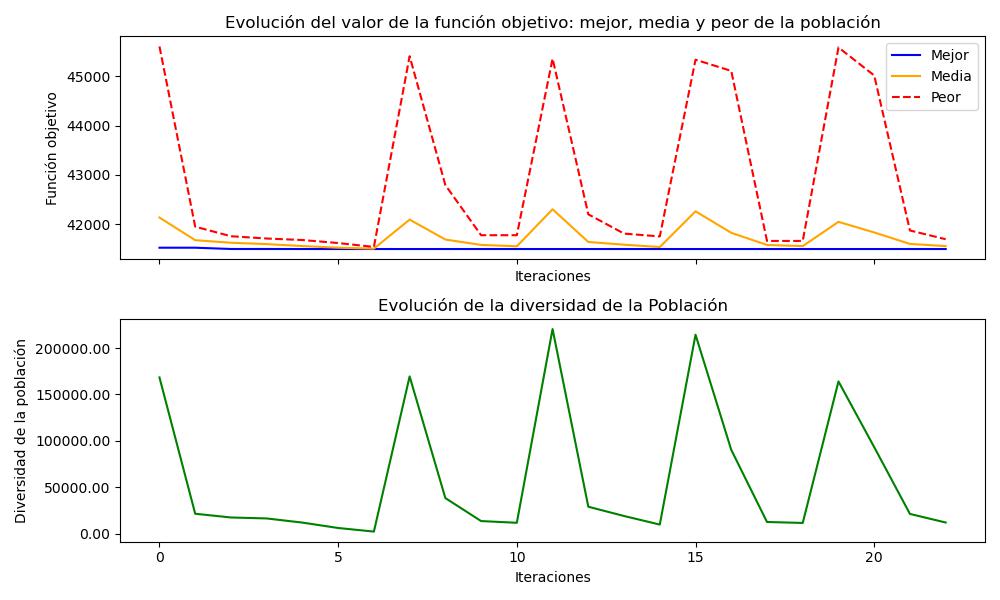 Evolución del valor de la función objetivo: mejor, media y peor de la población
45000
44000
43000
42000
Función objetivo
Mejor
Media
Peor
Iteraciones
Evolución de la diversidad de la Población
200000.00
150000.00
100000.00
50000.00
0.00
Diversidad de la población
0 5 10 15 20
Iteraciones